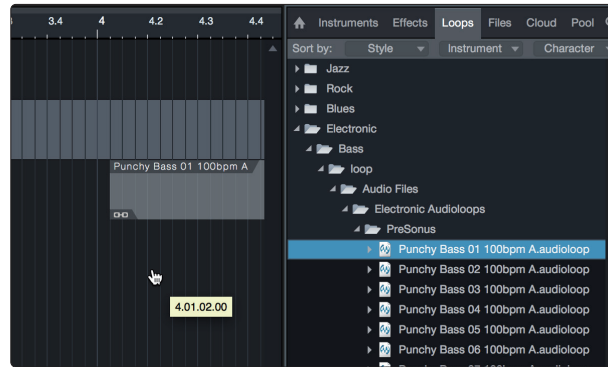 3.4 4 4.2 4.3 4.4
Instruments Effects Loops Files Cloud Pool
Sort by: Style Instrument Character
Jazz
Rock
Blues
Electronic
Bass
Punchy Bass 01 100bpm A
loop
Audio Files
Electronic Audioloops
PreSonus
Punchy Bass 01 100bpm A.audioloop
Punchy Bass 02 100bpm A.audioloop
Punchy Bass 03 100bpm A.audioloop
4.01.02.00
Punchy Bass 04 100bpm A.audioloop
Punchy Bass 05 100bpm A.audioloop
Punchy Bass 06 100bpm A.audioloop